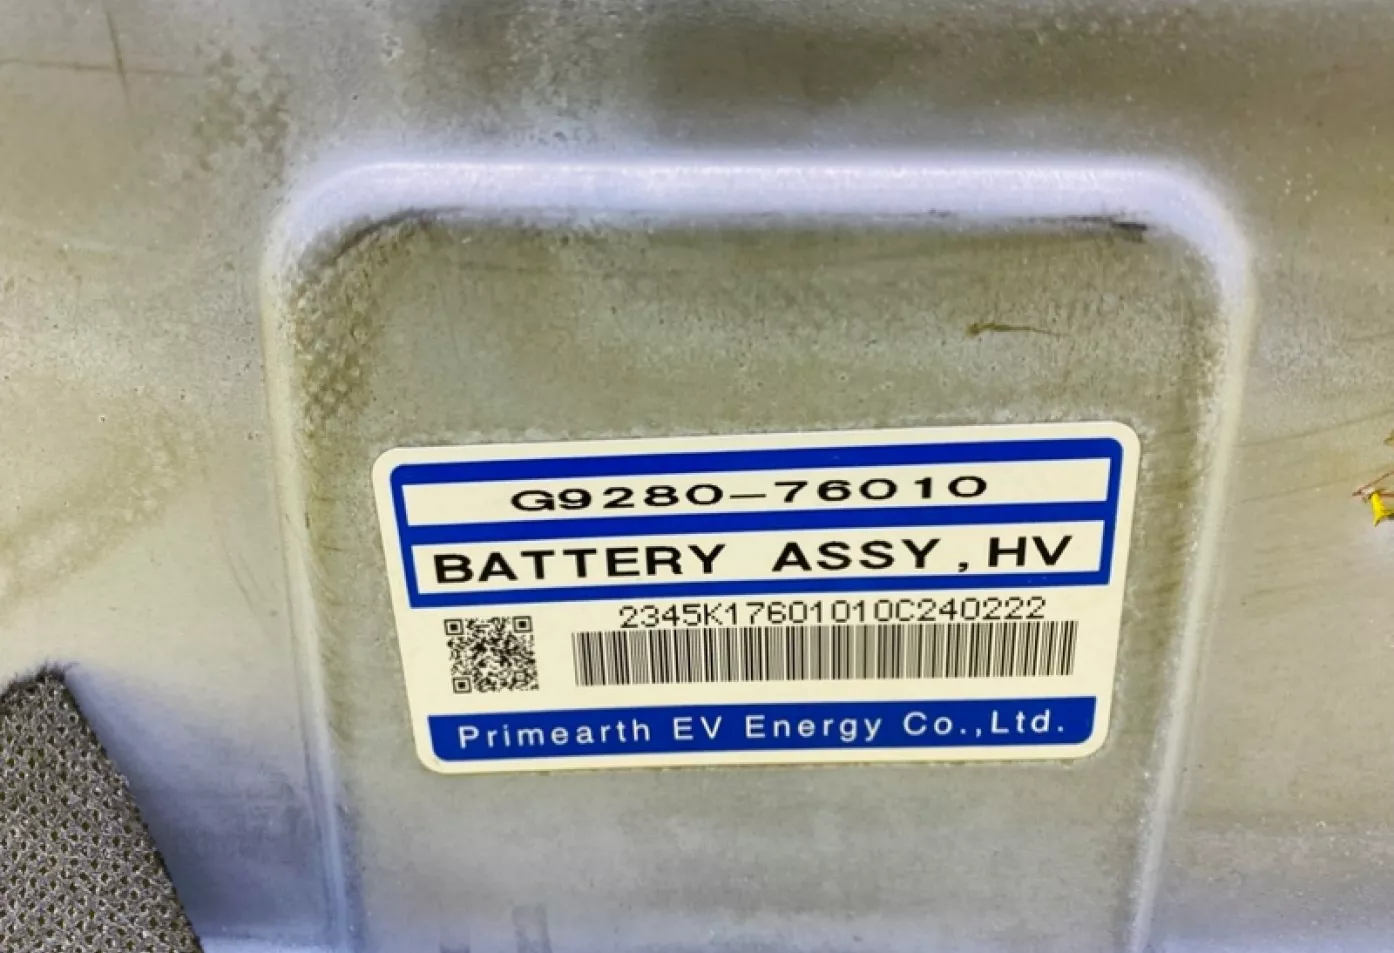 G9280-76010
BATTERY ASSY,HV
2345K17601010C240222
Primearth EV Energy Co.,Ltd.